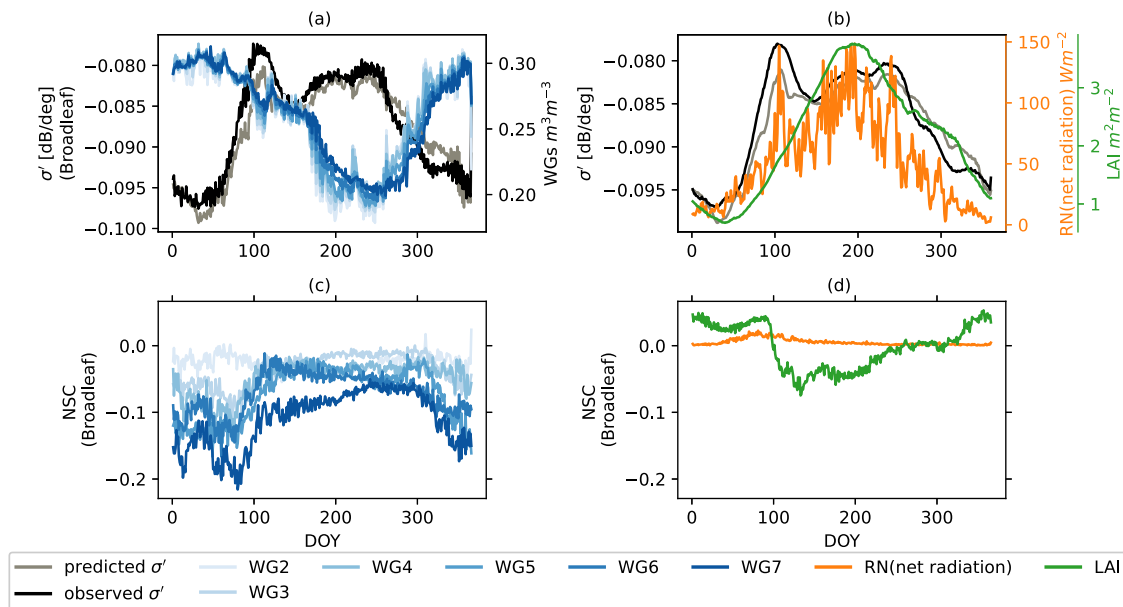 (a)
(b)
−0.080
−0.085
−0.090
−0.095
−0.100
σ′ [dB/deg]
(Broadleaf)
0.30
0.25
0.20
WGs m³m⁻³
0
100
200
300
−0.080
−0.085
−0.090
−0.095
σ′ [dB/deg]
150
100
50
0
RN(net radiation) Wm⁻²
3
2
1
LAI m²m⁻²
0
100
200
300
(c)
(d)
0.0
−0.1
−0.2
NSC
(Broadleaf)
0
100
200
300
DOY
0.0
−0.1
−0.2
NSC
(Broadleaf)
0
100
200
300
DOY
predicted σ′
WG2
WG4
WG5
WG6
WG7
RN(net radiation)
LAI
observed σ′
WG3